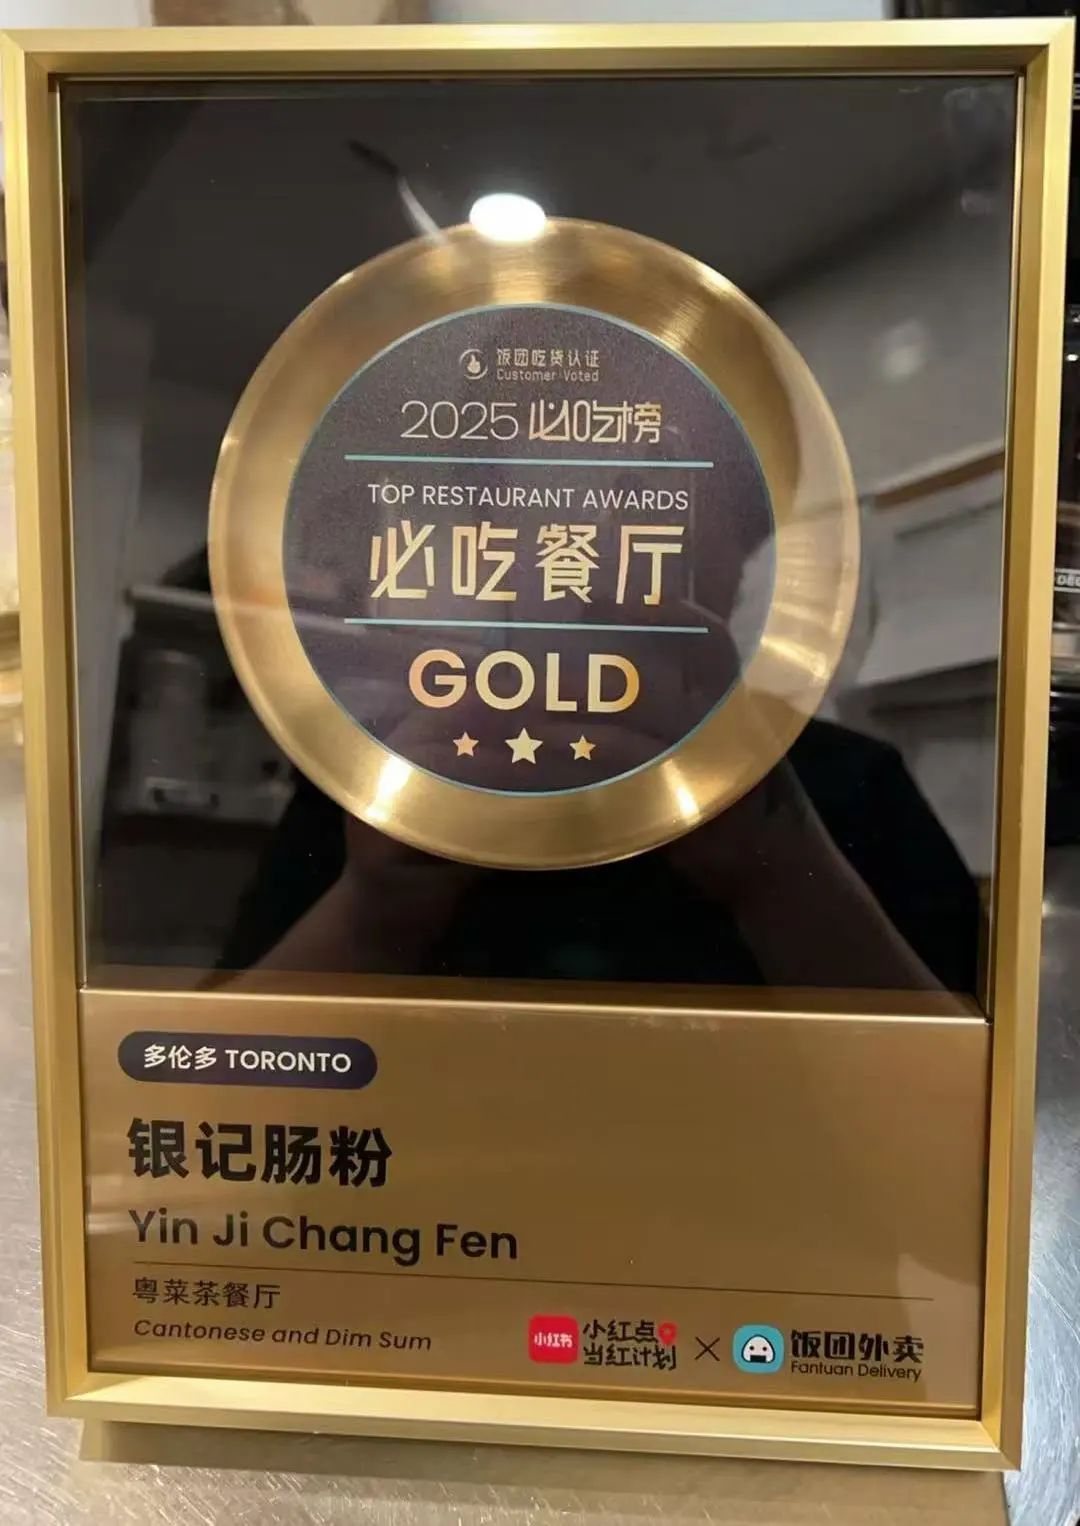 饭团吃货认证
Customer Voted
2025 必吃榜
TOP RESTAURANT AWARDS
必吃餐厅
GOLD
多伦多 TORONTO
银记肠粉
Yin Ji Chang Fen
粤菜茶餐厅
Cantonese and Dim Sum
小红书
小红点
当红计划
×
饭团外卖
Fantuan Delivery